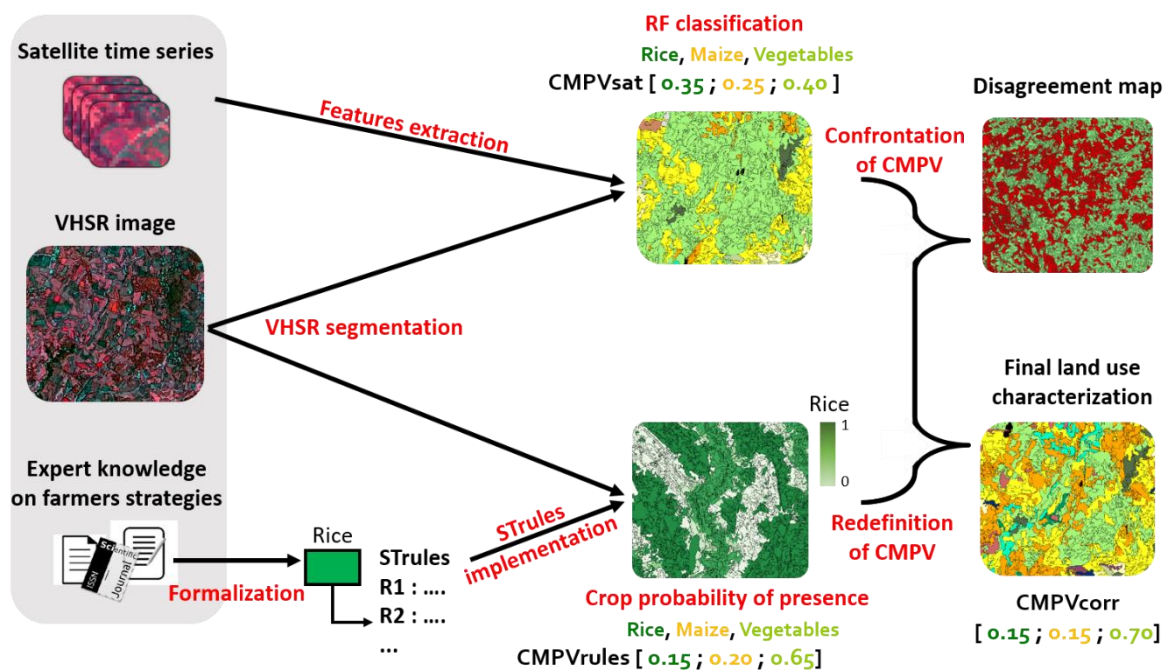 Satellite time series
VHSR image
Expert knowledge
on farmers strategies
Scientific
Journal
ISSN
Features extraction
VHSR segmentation
Formalization
Rice
STrules
R1 : ....
R2 : ....
...
STrules
implementation
RF classification
Rice, Maize, Vegetables
CMPVsat [ 0.35 ; 0.25 ; 0.40 ]
Rice
1
0
Crop probability of presence
Rice, Maize, Vegetables
CMPVrules [ 0.15 ; 0.20 ; 0.65]
Confrontation
of CMPV
Redefinition
of CMPV
Disagreement map
Final land use
characterization
CMPVcorr
[ 0.15 ; 0.15 ; 0.70]